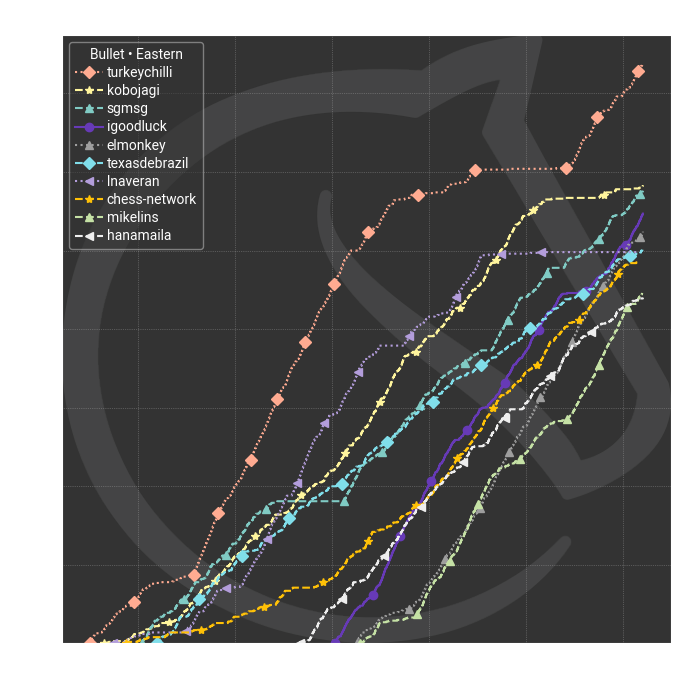 Bullet • Eastern
turkeychilli
kobojagi
sgmsg
igoodluck
elmonkey
texasdebrazil
lnaveran
chess-network
mikelins
hanamaila